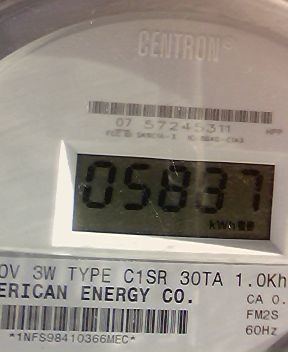 CENTRON®
07 57245311
HPP
05837
kWh
0V 3W TYPE C1SR 30TA 1.0Kh
ERICAN ENERGY CO.
CA 0.
FM2S
60Hz
*1NFS98410366MEC*